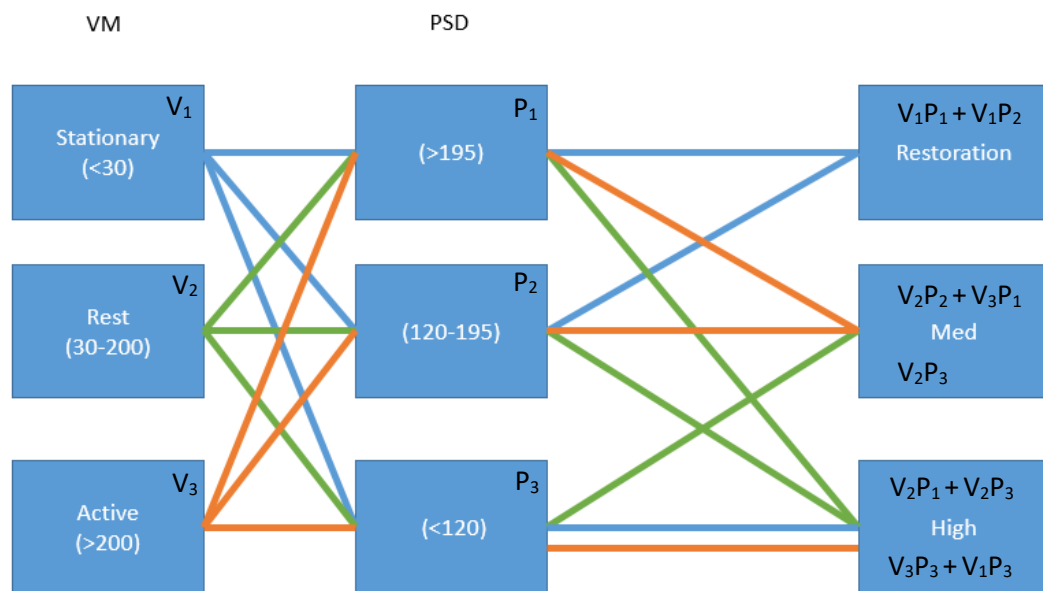 VM
PSD
V₁
Stationary
(<30)
P₁
(>195)
V₁P₁ + V₁P₂
Restoration
V₂
Rest
(30-200)
P₂
(120-195)
V₂P₂ + V₃P₁
Med
V₂P₃
V₃
Active
(>200)
P₃
(<120)
V₂P₁ + V₂P₃
High
V₃P₃ + V₁P₃